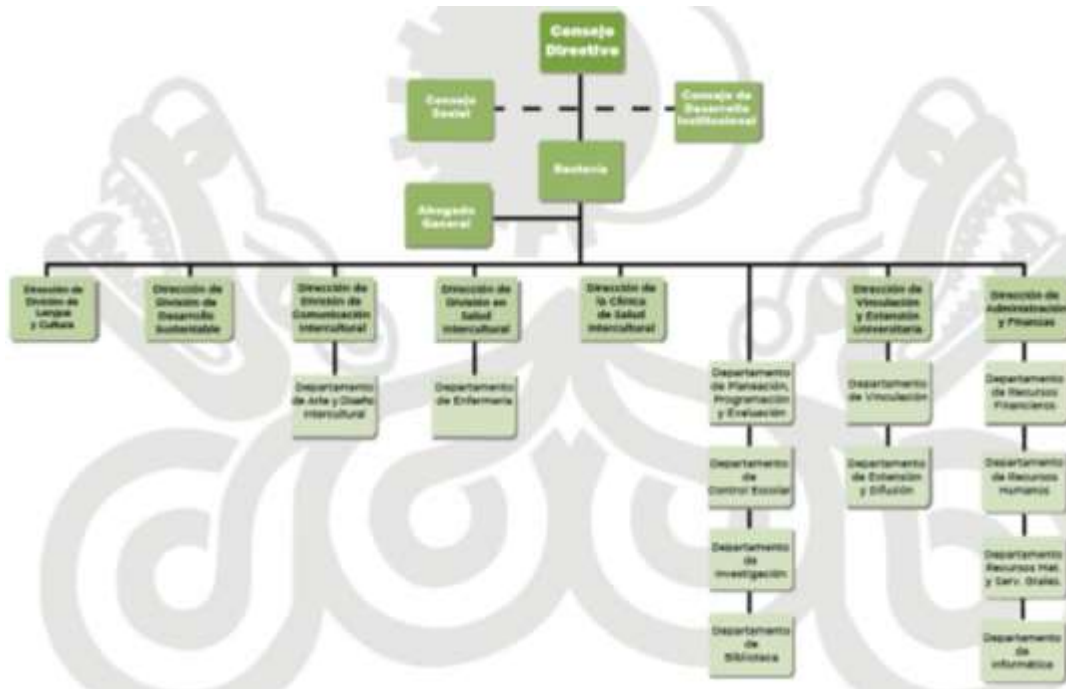 Consejo
Directivo
Consejo
Social
Consejo de
Desarrollo
Institucional
Rectoría
Abogado
General
Dirección de
División de
Lengua
y Cultura
Dirección de
División de
Desarrollo
Sustentable
Dirección de
División de
Comunicación
Intercultural
Dirección de
División en
Salud
Intercultural
Dirección de
la Clínica
de Salud
Intercultural
Dirección de
Vinculación
y Extensión
Universitaria
Dirección de
Administración
y Finanzas
Departamento
de Arte y Diseño
Intercultural
Departamento
de Enfermería
Departamento
de Planeación,
Programación
y Evaluación
Departamento
de Vinculación
Departamento
de Recursos
Financieros
Departamento
de
Control Escolar
Departamento
de Extensión
y Difusión
Departamento
de Recursos
Humanos
Departamento
de
Investigación
Departamento
Recursos Mat.
y Serv. Grales.
Departamento
de
Biblioteca
Departamento
de
Informática